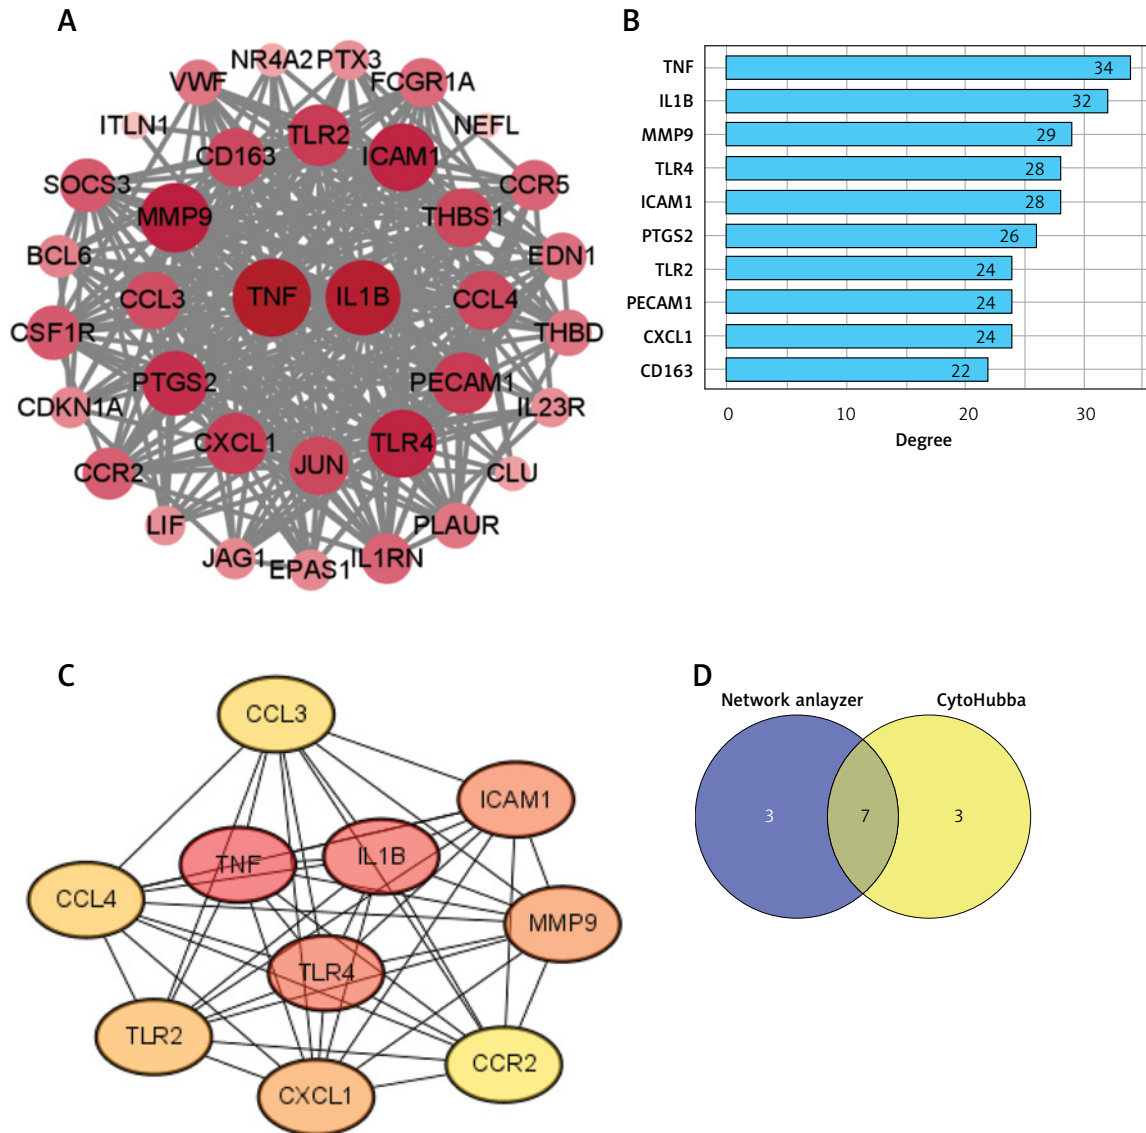 A
NR4A2 PTX3
VWF FCGR1A
ITLN1 TLR2 NEFL
CD163 ICAM1
SOCS3 CCR5
MMP9 THBS1
BCL6 EDN1
CCL3 TNF IL1B CCL4
CSF1R THBD
PTGS2 PECAM1
CDKN1A IL23R
CXCL1 TLR4
CCR2 JUN CLU
LIF PLAUR
JAG1 EPAS1 IL1RN
B
TNF 34
IL1B 32
MMP9 29
TLR4 28
ICAM1 28
PTGS2 26
TLR2 24
PECAM1 24
CXCL1 24
CD163 22
0 10 20 30
Degree
C
CCL3
ICAM1
TNF IL1B
CCL4
MMP9
TLR4
TLR2
CCR2
CXCL1
D
Network anlayzer CytoHubba
3 7 3